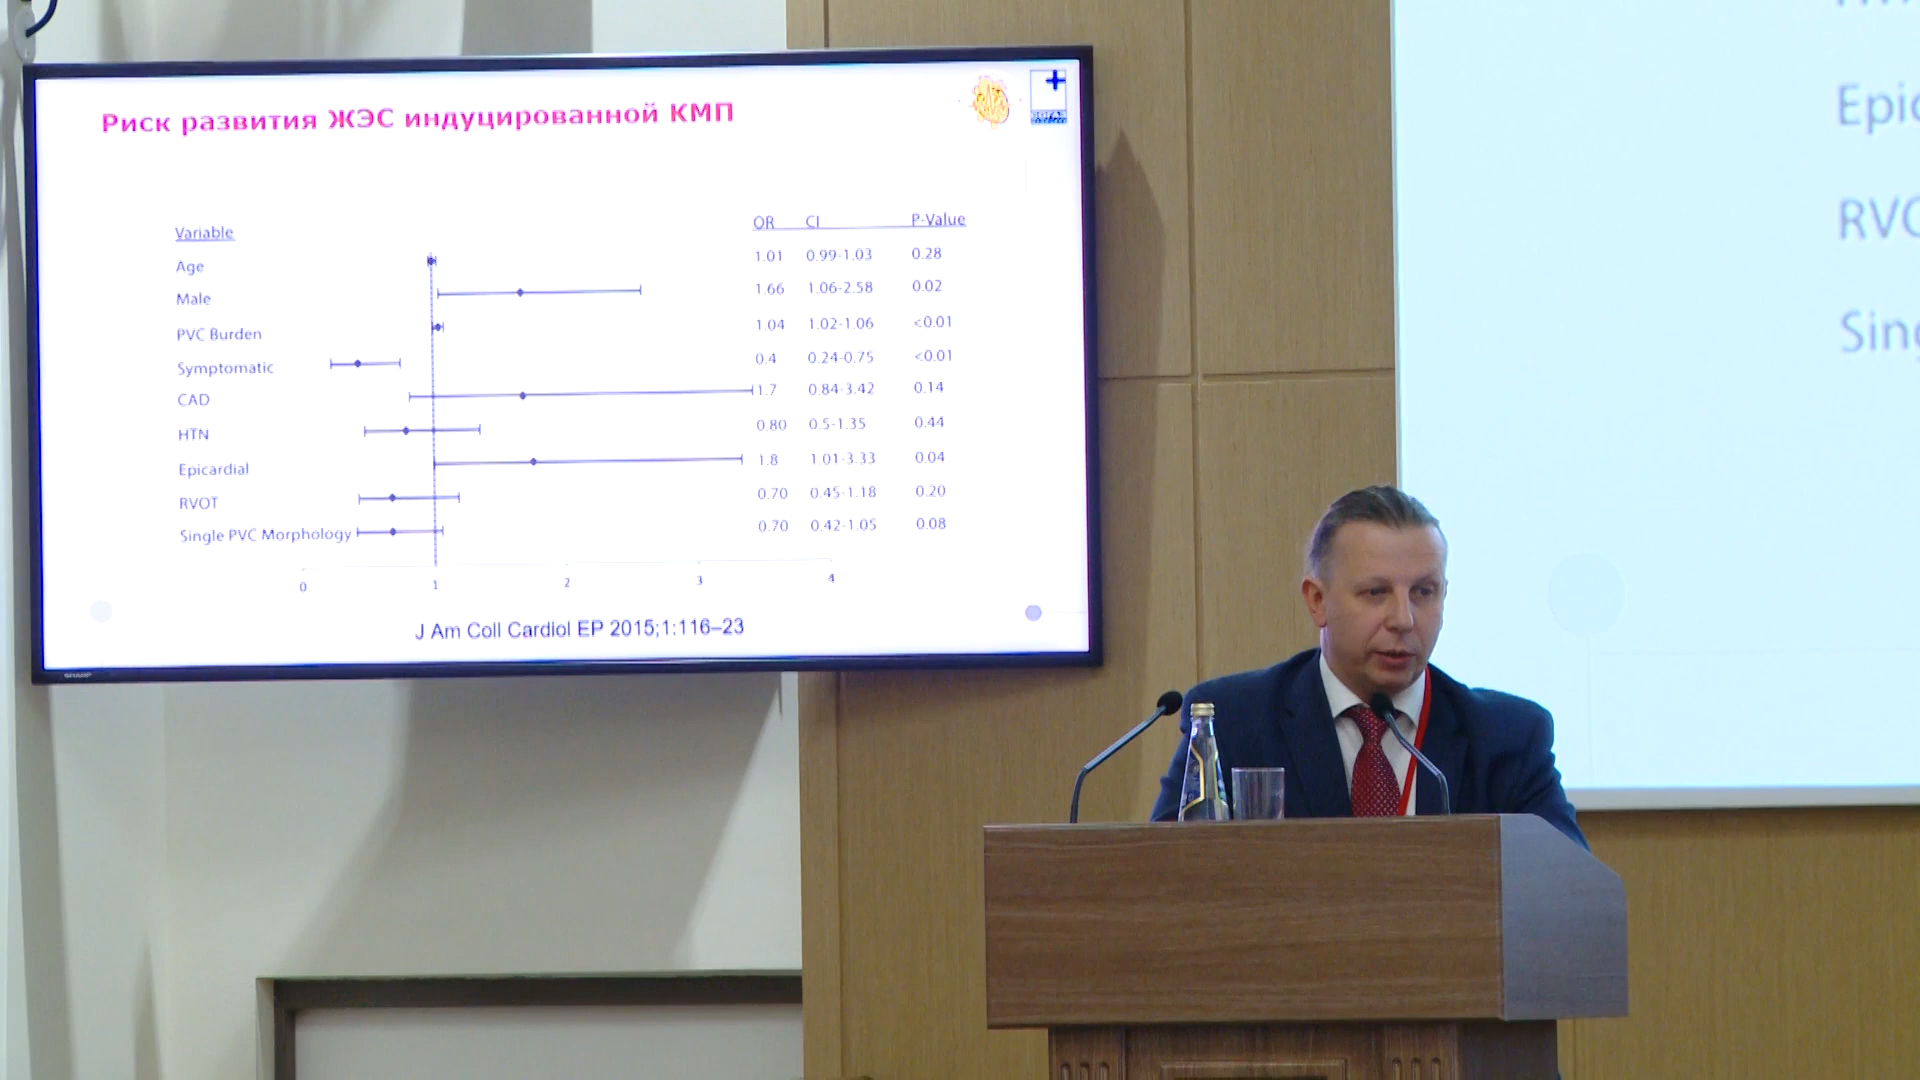 Риск развития ЖЭС индуцированной КМП
Variable OR CI P-Value
Age 1.01 0.99-1.03 0.28
Male 1.66 1.06-2.58 0.02
PVC Burden 1.04 1.02-1.06 <0.01
Symptomatic 0.4 0.24-0.75 <0.01
CAD 1.7 0.84-3.42 0.14
HTN 0.80 0.5-1.35 0.44
Epicardial 1.8 1.01-3.33 0.04
RVOT 0.70 0.45-1.18 0.20
Single PVC Morphology 0.70 0.42-1.05 0.08
0 1 2 3 4
J Am Coll Cardiol EP 2015;1:116–23
SHARP
Epic
RVO
Sing